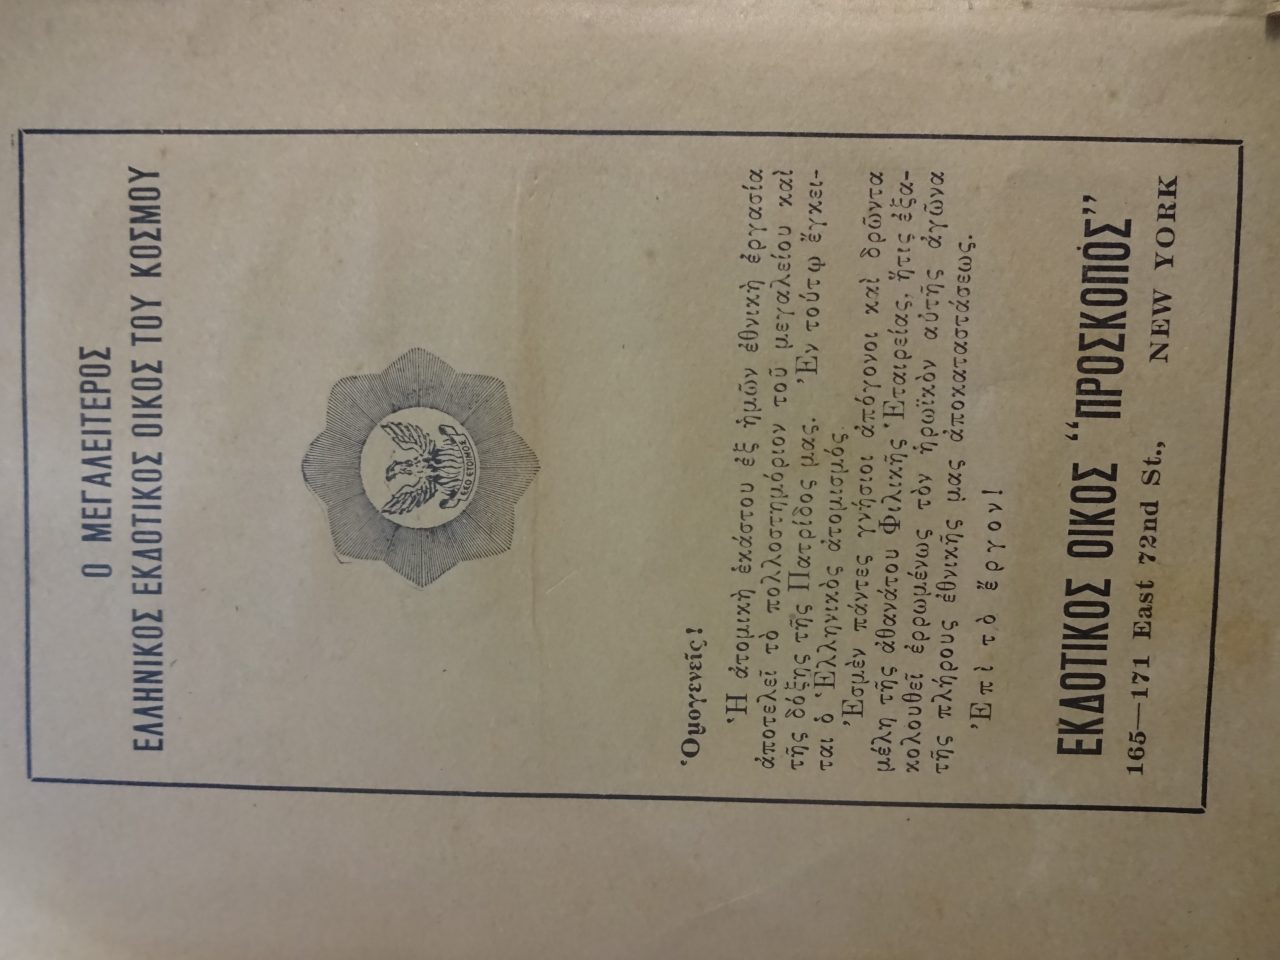 Ο ΜΕΓΑΛΕΙΤΕΡΟΣ
ΕΛΛΗΝΙΚΟΣ ΕΚΔΟΤΙΚΟΣ ΟΙΚΟΣ ΤΟΥ ΚΟΣΜΟΥ
ΕΣΟ ΕΤΟΙΜΟΣ
Ὁμογενεῖς!
Ἡ ἀτομικὴ ἑκάστου ἐξ ἡμῶν ἐθνικὴ ἐργασία
ἀποτελεῖ τὸ πολλοστημόριον τοῦ μεγαλείου καὶ
τῆς δόξης τῆς Πατρίδος μας. Ἐν τούτῳ ἔγκει-
ται ὁ Ἑλληνικὸς ἀτομισμός.
Ἐσμὲν πάντες γνήσιοι ἀπόγονοι καὶ δρῶντα
μέλη τῆς ἀθανάτου Φιλικῆς Ἑταιρείας, ἥτις ἐξα-
κολουθεῖ ἐρρωμένως τὸν ἡρωϊκὸν αὐτῆς ἀγῶνα
τῆς πλήρους ἐθνικῆς μας ἀποκαταστάσεως.
Ἐπὶ τὸ ἔργον!
ΕΚΔΟΤΙΚΟΣ ΟΙΚΟΣ “ΠΡΟΣΚΟΠΟΣ”
165—171 East 72nd St., NEW YORK